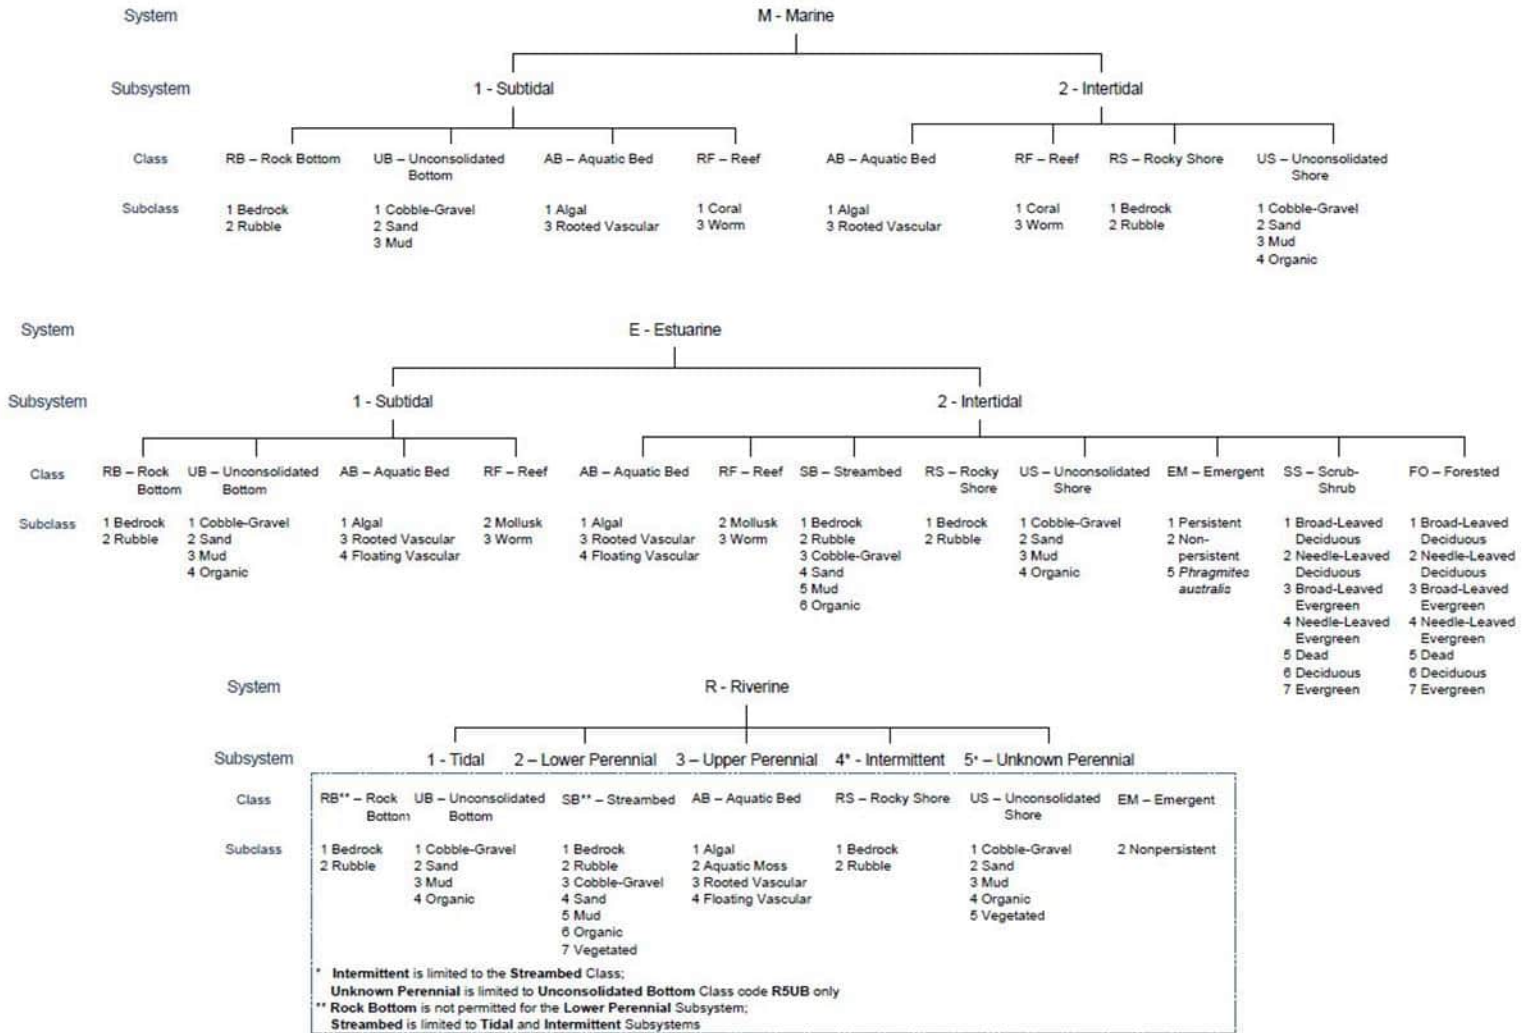 System
M - Marine
Subsystem
1 - Subtidal
2 - Intertidal
Class
RB – Rock Bottom
UB – Unconsolidated
Bottom
AB – Aquatic Bed
RF – Reef
AB – Aquatic Bed
RF – Reef
RS – Rocky Shore
US – Unconsolidated
Shore
Subclass
1 Bedrock
2 Rubble
1 Cobble-Gravel
2 Sand
3 Mud
1 Algal
3 Rooted Vascular
1 Coral
3 Worm
1 Algal
3 Rooted Vascular
1 Coral
3 Worm
1 Bedrock
2 Rubble
1 Cobble-Gravel
2 Sand
3 Mud
4 Organic
System
E - Estuarine
Subsystem
1 - Subtidal
2 - Intertidal
Class
RB – Rock
Bottom
UB – Unconsolidated
Bottom
AB – Aquatic Bed
RF – Reef
AB – Aquatic Bed
RF – Reef
SB – Streambed
RS – Rocky
Shore
US – Unconsolidated
Shore
EM – Emergent
SS – Scrub-
Shrub
FO – Forested
Subclass
1 Bedrock
2 Rubble
1 Cobble-Gravel
2 Sand
3 Mud
4 Organic
1 Algal
3 Rooted Vascular
4 Floating Vascular
2 Mollusk
3 Worm
1 Algal
3 Rooted Vascular
4 Floating Vascular
2 Mollusk
3 Worm
1 Bedrock
2 Rubble
3 Cobble-Gravel
4 Sand
5 Mud
6 Organic
1 Bedrock
2 Rubble
1 Cobble-Gravel
2 Sand
3 Mud
4 Organic
1 Persistent
2 Non-
persistent
5 Phragmites
australis
1 Broad-Leaved
Deciduous
2 Needle-Leaved
Deciduous
3 Broad-Leaved
Evergreen
4 Needle-Leaved
Evergreen
5 Dead
6 Deciduous
7 Evergreen
1 Broad-Leaved
Deciduous
2 Needle-Leaved
Deciduous
3 Broad-Leaved
Evergreen
4 Needle-Leaved
Evergreen
5 Dead
6 Deciduous
7 Evergreen
System
R - Riverine
Subsystem
1 - Tidal
2 – Lower Perennial
3 – Upper Perennial
4* - Intermittent
5* – Unknown Perennial
Class
RB** – Rock
Bottom
UB – Unconsolidated
Bottom
SB** – Streambed
AB – Aquatic Bed
RS – Rocky Shore
US – Unconsolidated
Shore
EM – Emergent
Subclass
1 Bedrock
2 Rubble
1 Cobble-Gravel
2 Sand
3 Mud
4 Organic
1 Bedrock
2 Rubble
3 Cobble-Gravel
4 Sand
5 Mud
6 Organic
7 Vegetated
1 Algal
2 Aquatic Moss
3 Rooted Vascular
4 Floating Vascular
1 Bedrock
2 Rubble
1 Cobble-Gravel
2 Sand
3 Mud
4 Organic
5 Vegetated
2 Nonpersistent
* Intermittent is limited to the Streambed Class;
Unknown Perennial is limited to Unconsolidated Bottom Class code R5UB only
** Rock Bottom is not permitted for the Lower Perennial Subsystem;
Streambed is limited to Tidal and Intermittent Subsystems